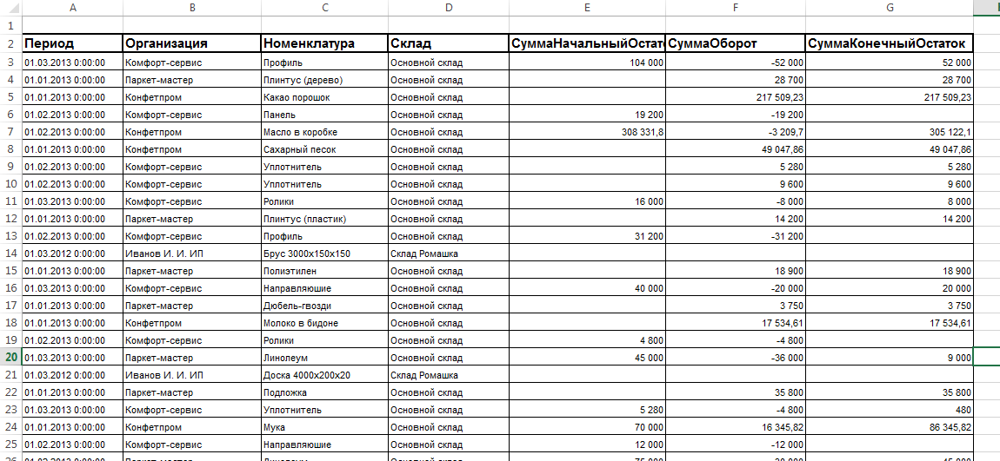 A B C D E F G
1
2 Период Организация Номенклатура Склад СуммаНачальныйОстат СуммаОборот СуммаКонечныйОстаток
3 01.03.2013 0:00:00 Комфорт-сервис Профиль Основной склад 104 000 -52 000 52 000
4 01.01.2013 0:00:00 Паркет-мастер Плинтус (дерево) Основной склад 28 700 28 700
5 01.01.2013 0:00:00 Конфетпром Какао порошок Основной склад 217 509,23 217 509,23
6 01.02.2013 0:00:00 Комфорт-сервис Панель Основной склад 19 200 -19 200
7 01.02.2013 0:00:00 Конфетпром Масло в коробке Основной склад 308 331,8 -3 209,7 305 122,1
8 01.01.2013 0:00:00 Конфетпром Сахарный песок Основной склад 49 047,86 49 047,86
9 01.02.2013 0:00:00 Комфорт-сервис Уплотнитель Основной склад 5 280 5 280
10 01.02.2013 0:00:00 Комфорт-сервис Уплотнитель Основной склад 9 600 9 600
11 01.03.2013 0:00:00 Комфорт-сервис Ролики Основной склад 16 000 -8 000 8 000
12 01.01.2013 0:00:00 Паркет-мастер Плинтус (пластик) Основной склад 14 200 14 200
13 01.02.2013 0:00:00 Комфорт-сервис Профиль Основной склад 31 200 -31 200
14 01.03.2012 0:00:00 Иванов И. И. ИП Брус 3000х150х150 Склад Ромашка
15 01.01.2013 0:00:00 Паркет-мастер Полиэтилен Основной склад 18 900 18 900
16 01.03.2013 0:00:00 Комфорт-сервис Направляюшие Основной склад 40 000 -20 000 20 000
17 01.01.2013 0:00:00 Паркет-мастер Дюбель-гвозди Основной склад 3 750 3 750
18 01.01.2013 0:00:00 Конфетпром Молоко в бидоне Основной склад 17 534,61 17 534,61
19 01.02.2013 0:00:00 Комфорт-сервис Ролики Основной склад 4 800 -4 800
20 01.03.2013 0:00:00 Паркет-мастер Линолеум Основной склад 45 000 -36 000 9 000
21 01.03.2012 0:00:00 Иванов И. И. ИП Доска 4000х200х20 Склад Ромашка
22 01.01.2013 0:00:00 Паркет-мастер Подложка Основной склад 35 800 35 800
23 01.03.2013 0:00:00 Комфорт-сервис Уплотнитель Основной склад 5 280 -4 800 480
24 01.01.2013 0:00:00 Конфетпром Мука Основной склад 70 000 16 345,82 86 345,82
25 01.02.2013 0:00:00 Комфорт-сервис Направляюшие Основной склад 12 000 -12 000